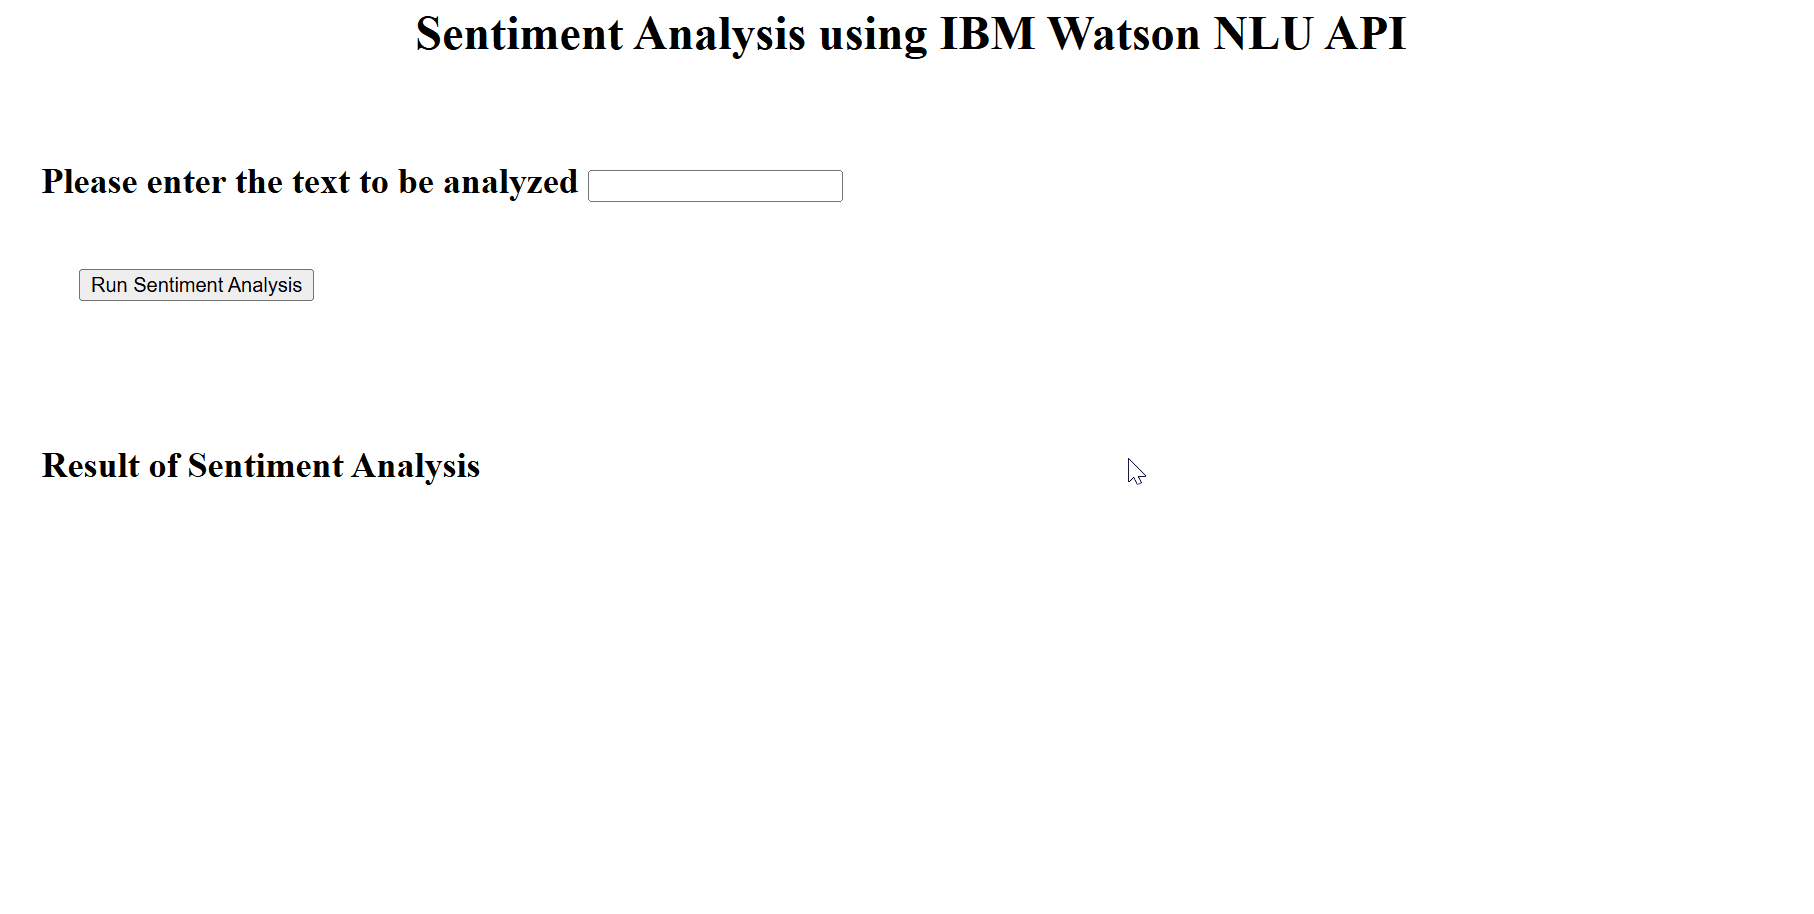 Sentiment Analysis using IBM Watson NLU API
Please enter the text to be analyzed
Run Sentiment Analysis
Result of Sentiment Analysis